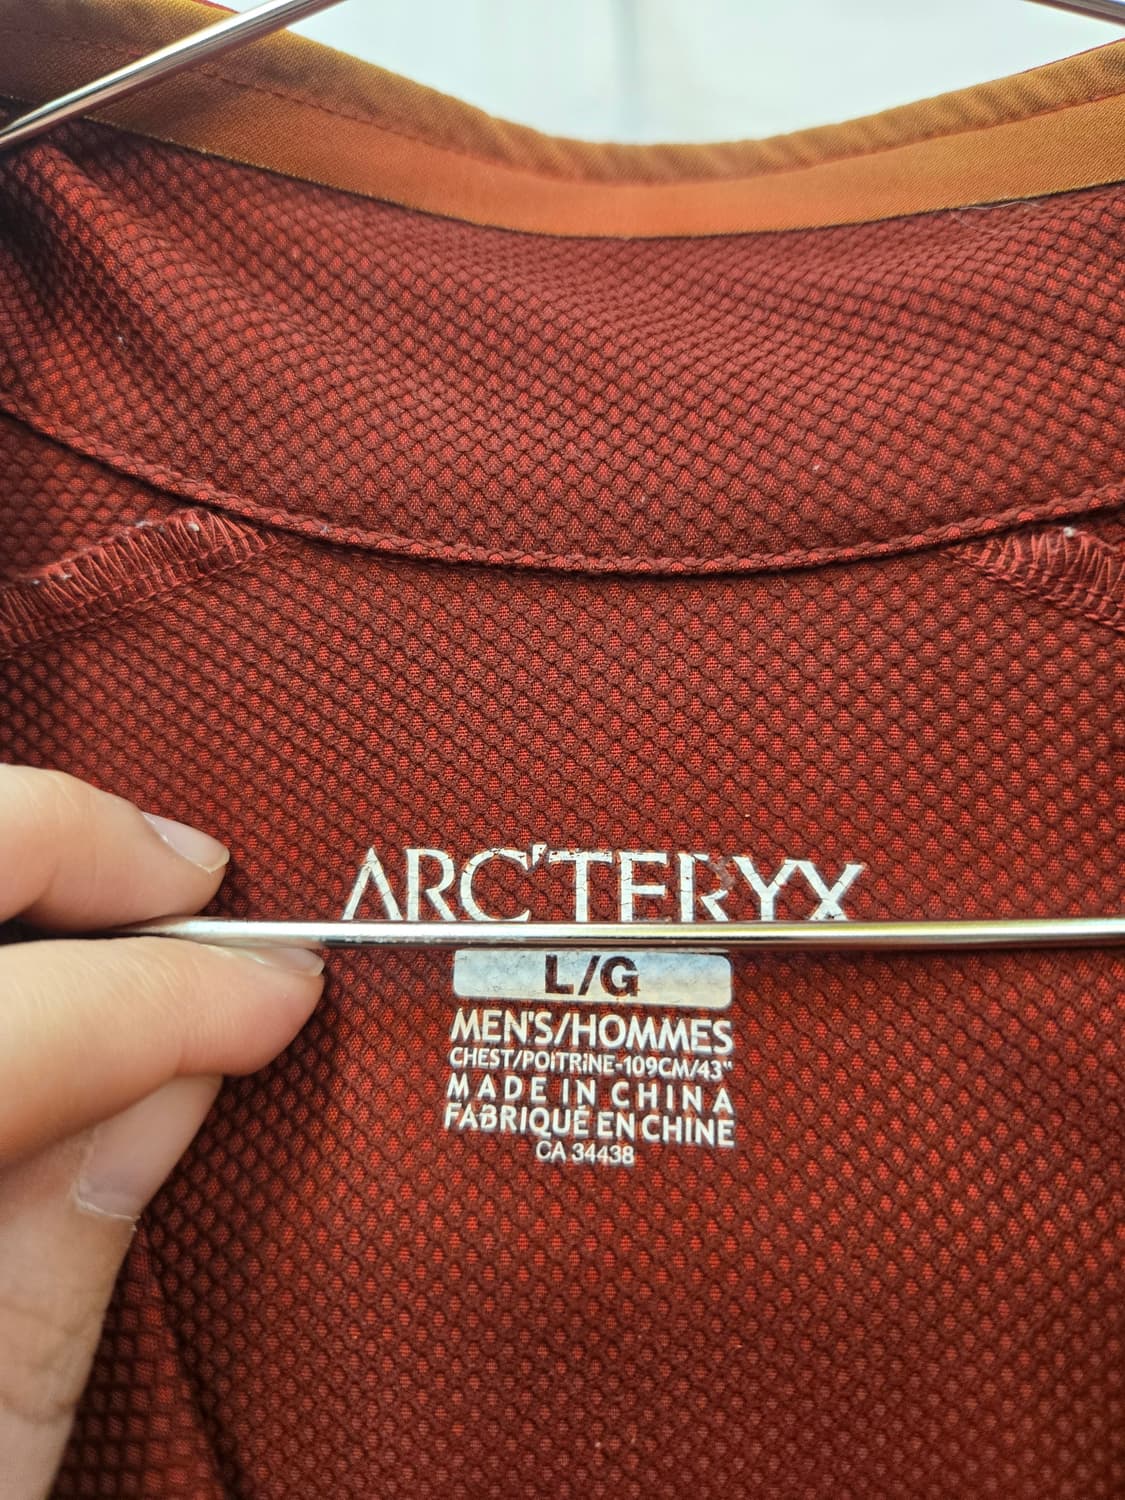 ARC'TERYX
L/G
MEN'S/HOMMES
CHEST/POITRINE-109CM/43"
MADE IN CHINA
FABRIQUÉ EN CHINE
CA 34438